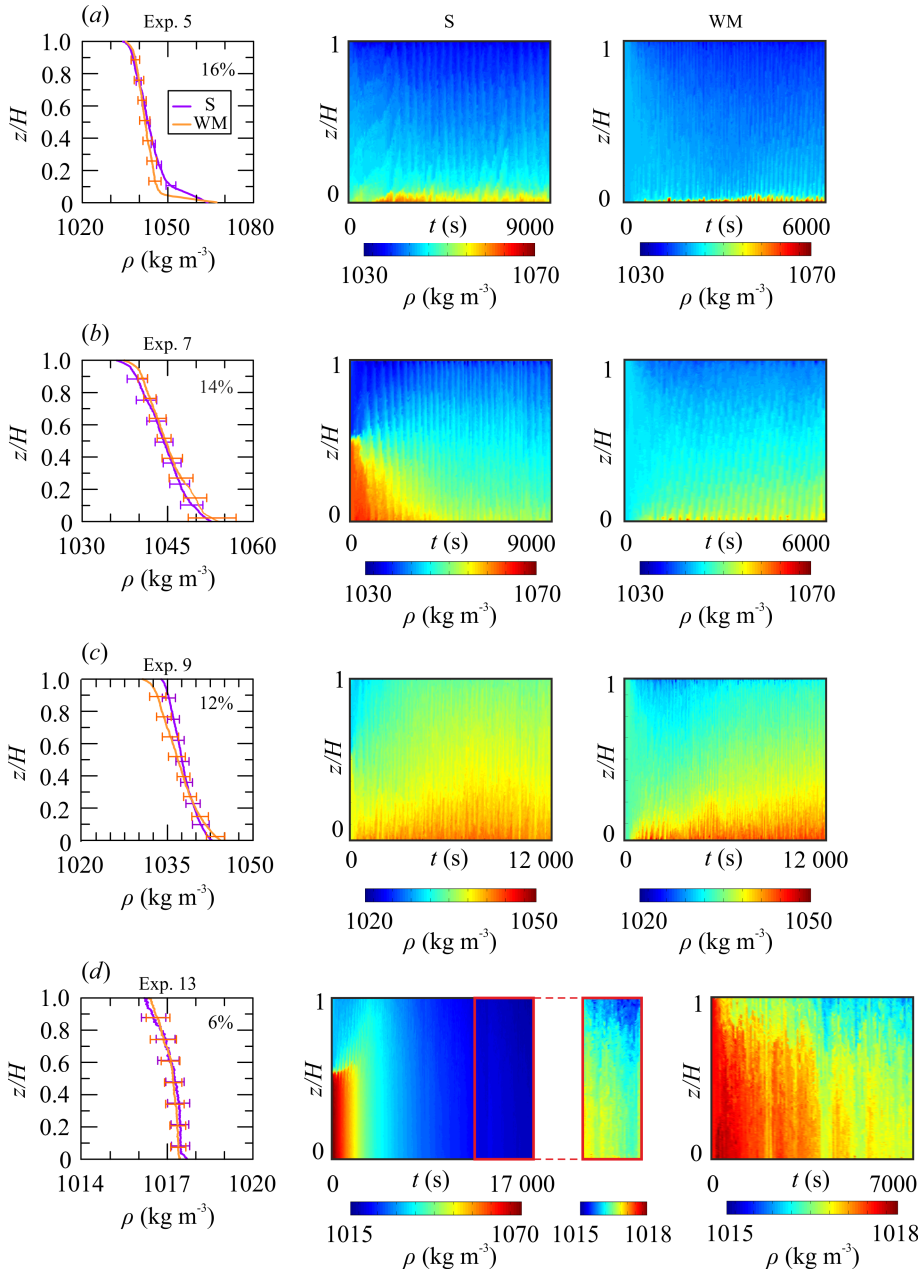 (a) Exp. 5 S WM
1.0 0.8 0.6 0.4 0.2 0
z/H
16%
S
WM
1020 1040 1060 1080
ρ (kg m⁻³)
1 z/H 0
0 t (s) 9000
1030 1070
ρ (kg m⁻³)
1 z/H 0
0 t (s) 6000
1030 1070
ρ (kg m⁻³)
(b) Exp. 7
1.0 0.8 0.6 0.4 0.2 0
z/H
14%
1030 1045 1060
ρ (kg m⁻³)
1 z/H 0
0 t (s) 9000
1030 1070
ρ (kg m⁻³)
1 z/H 0
0 t (s) 6000
1030 1070
ρ (kg m⁻³)
(c) Exp. 9
1.0 0.8 0.6 0.4 0.2 0
z/H
12%
1020 1035 1050
ρ (kg m⁻³)
1 z/H 0
0 t (s) 12 000
1020 1050
ρ (kg m⁻³)
1 z/H 0
0 t (s) 12 000
1020 1050
ρ (kg m⁻³)
(d) Exp. 13
1.0 0.8 0.6 0.4 0.2 0
z/H
6%
1014 1017 1020
ρ (kg m⁻³)
1 z/H 0
0 t (s) 17 000
1015 1070
ρ (kg m⁻³)
1015 1018
1 z/H 0
0 t (s) 7000
1015 1018
ρ (kg m⁻³)